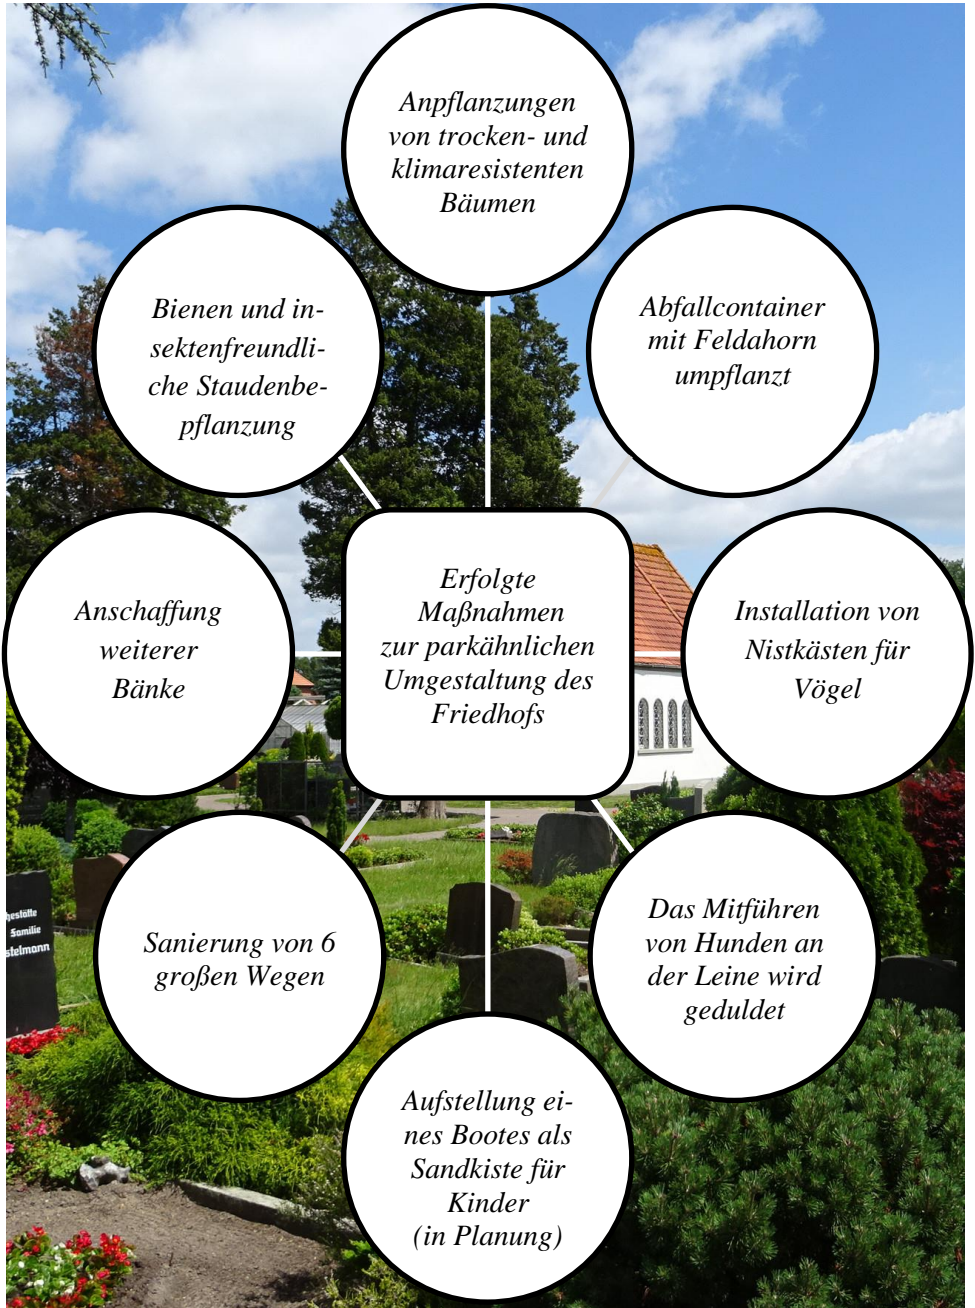 Anpflanzungen
von trocken- und
klimaresistenten
Bäumen
Bienen und in-
sektenfreundli-
che Staudenbe-
pflanzung
Abfallcontainer
mit Feldahorn
umpflanzt
Anschaffung
weiterer
Bänke
Erfolgte
Maßnahmen
zur parkähnlichen
Umgestaltung des
Friedhofs
Installation von
Nistkästen für
Vögel
Sanierung von 6
großen Wegen
Das Mitführen
von Hunden an
der Leine wird
geduldet
Aufstellung ei-
nes Bootes als
Sandkiste für
Kinder
(in Planung)
Familie